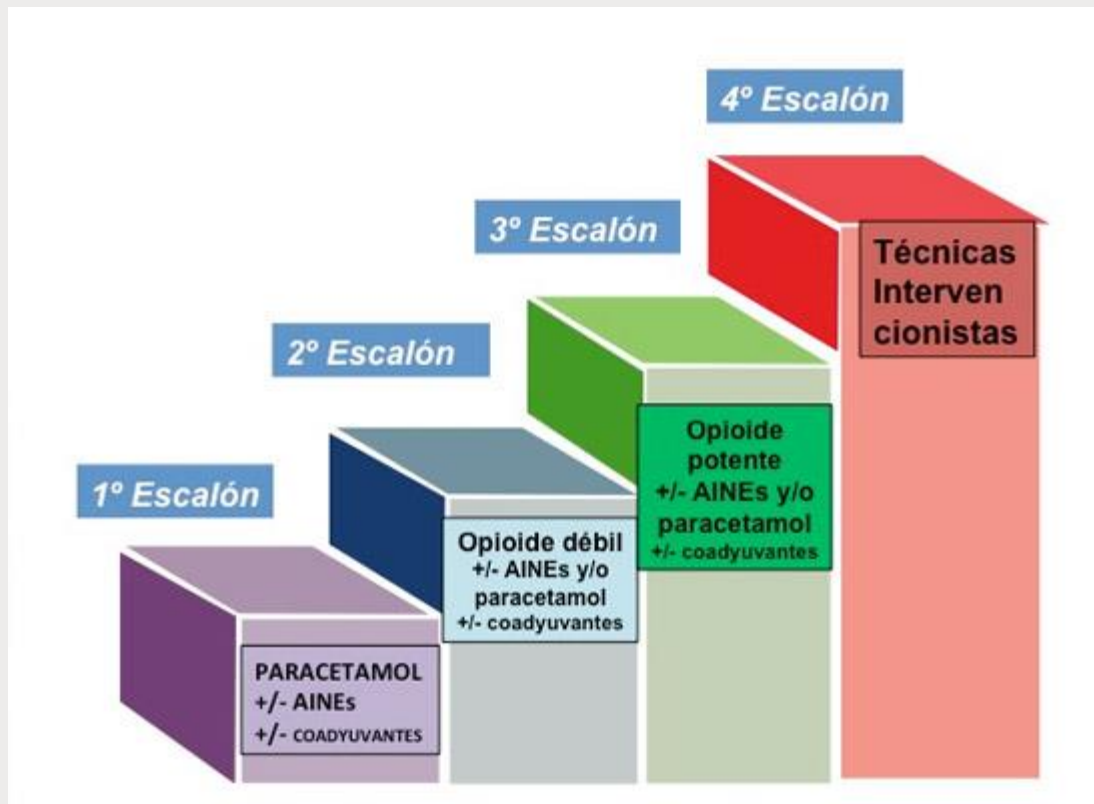 1º Escalón
PARACETAMOL
+/- AINEs
+/- COADYUVANTES
2º Escalón
Opioide débil
+/- AINEs y/o
paracetamol
+/- coadyuvantes
3º Escalón
Opioide
potente
+/- AINEs y/o
paracetamol
+/- coadyuvantes
4º Escalón
Técnicas
Interven
cionistas